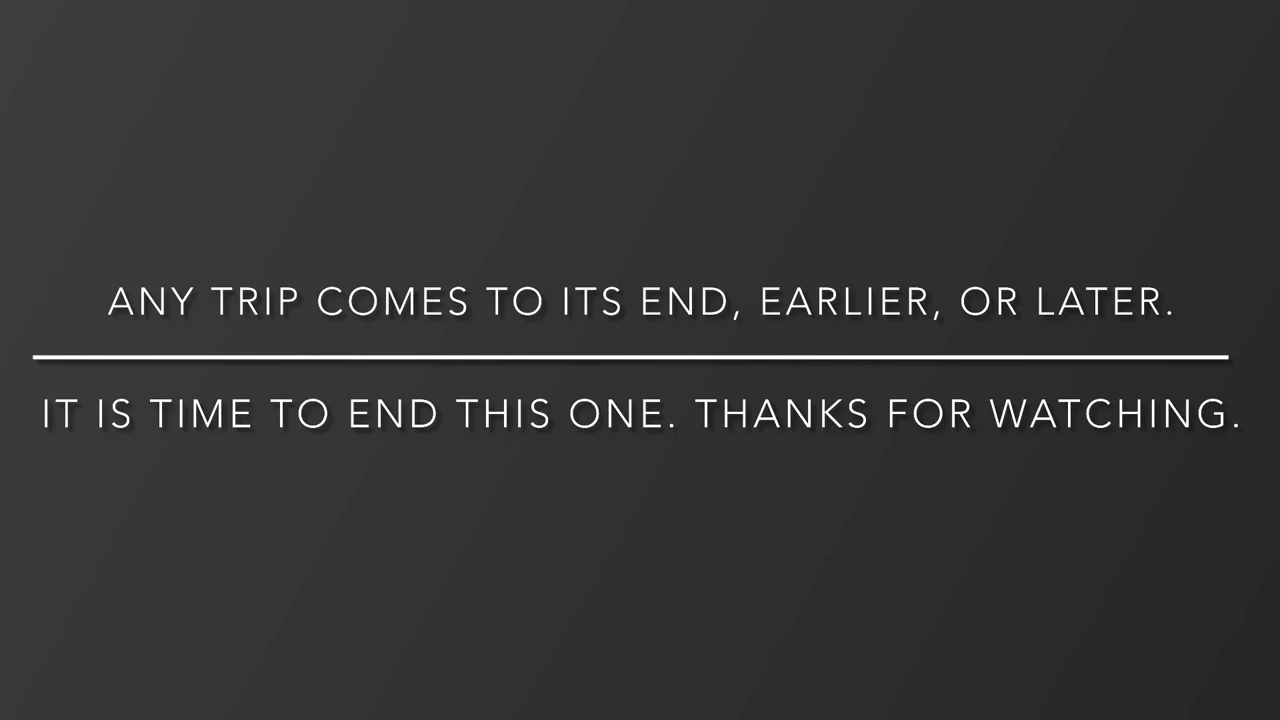 ANY TRIP COMES TO ITS END, EARLIER, OR LATER.
IT IS TIME TO END THIS ONE. THANKS FOR WATCHING.